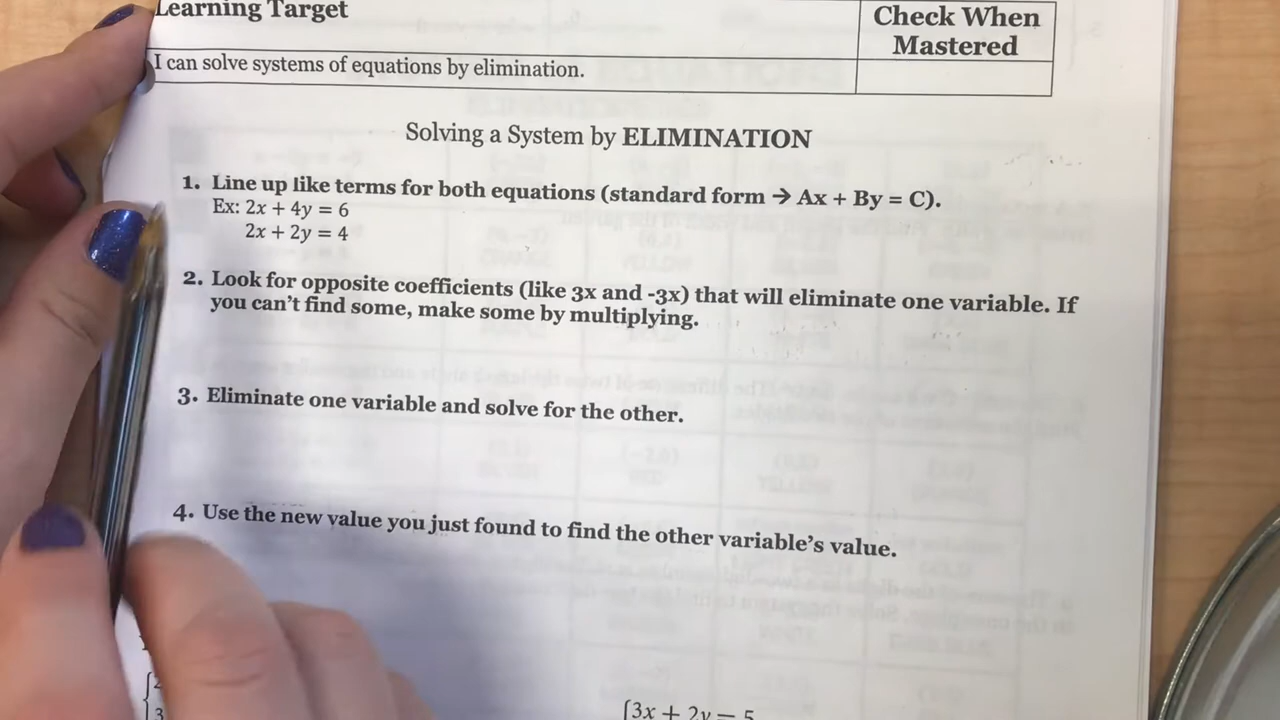 Learning Target
Check When
Mastered
I can solve systems of equations by elimination.
Solving a System by ELIMINATION
1. Line up like terms for both equations (standard form → Ax + By = C).
Ex: 2x + 4y = 6
2x + 2y = 4
2. Look for opposite coefficients (like 3x and -3x) that will eliminate one variable. If
you can't find some, make some by multiplying.
3. Eliminate one variable and solve for the other.
4. Use the new value you just found to find the other variable's value.
3x + 2y = 5